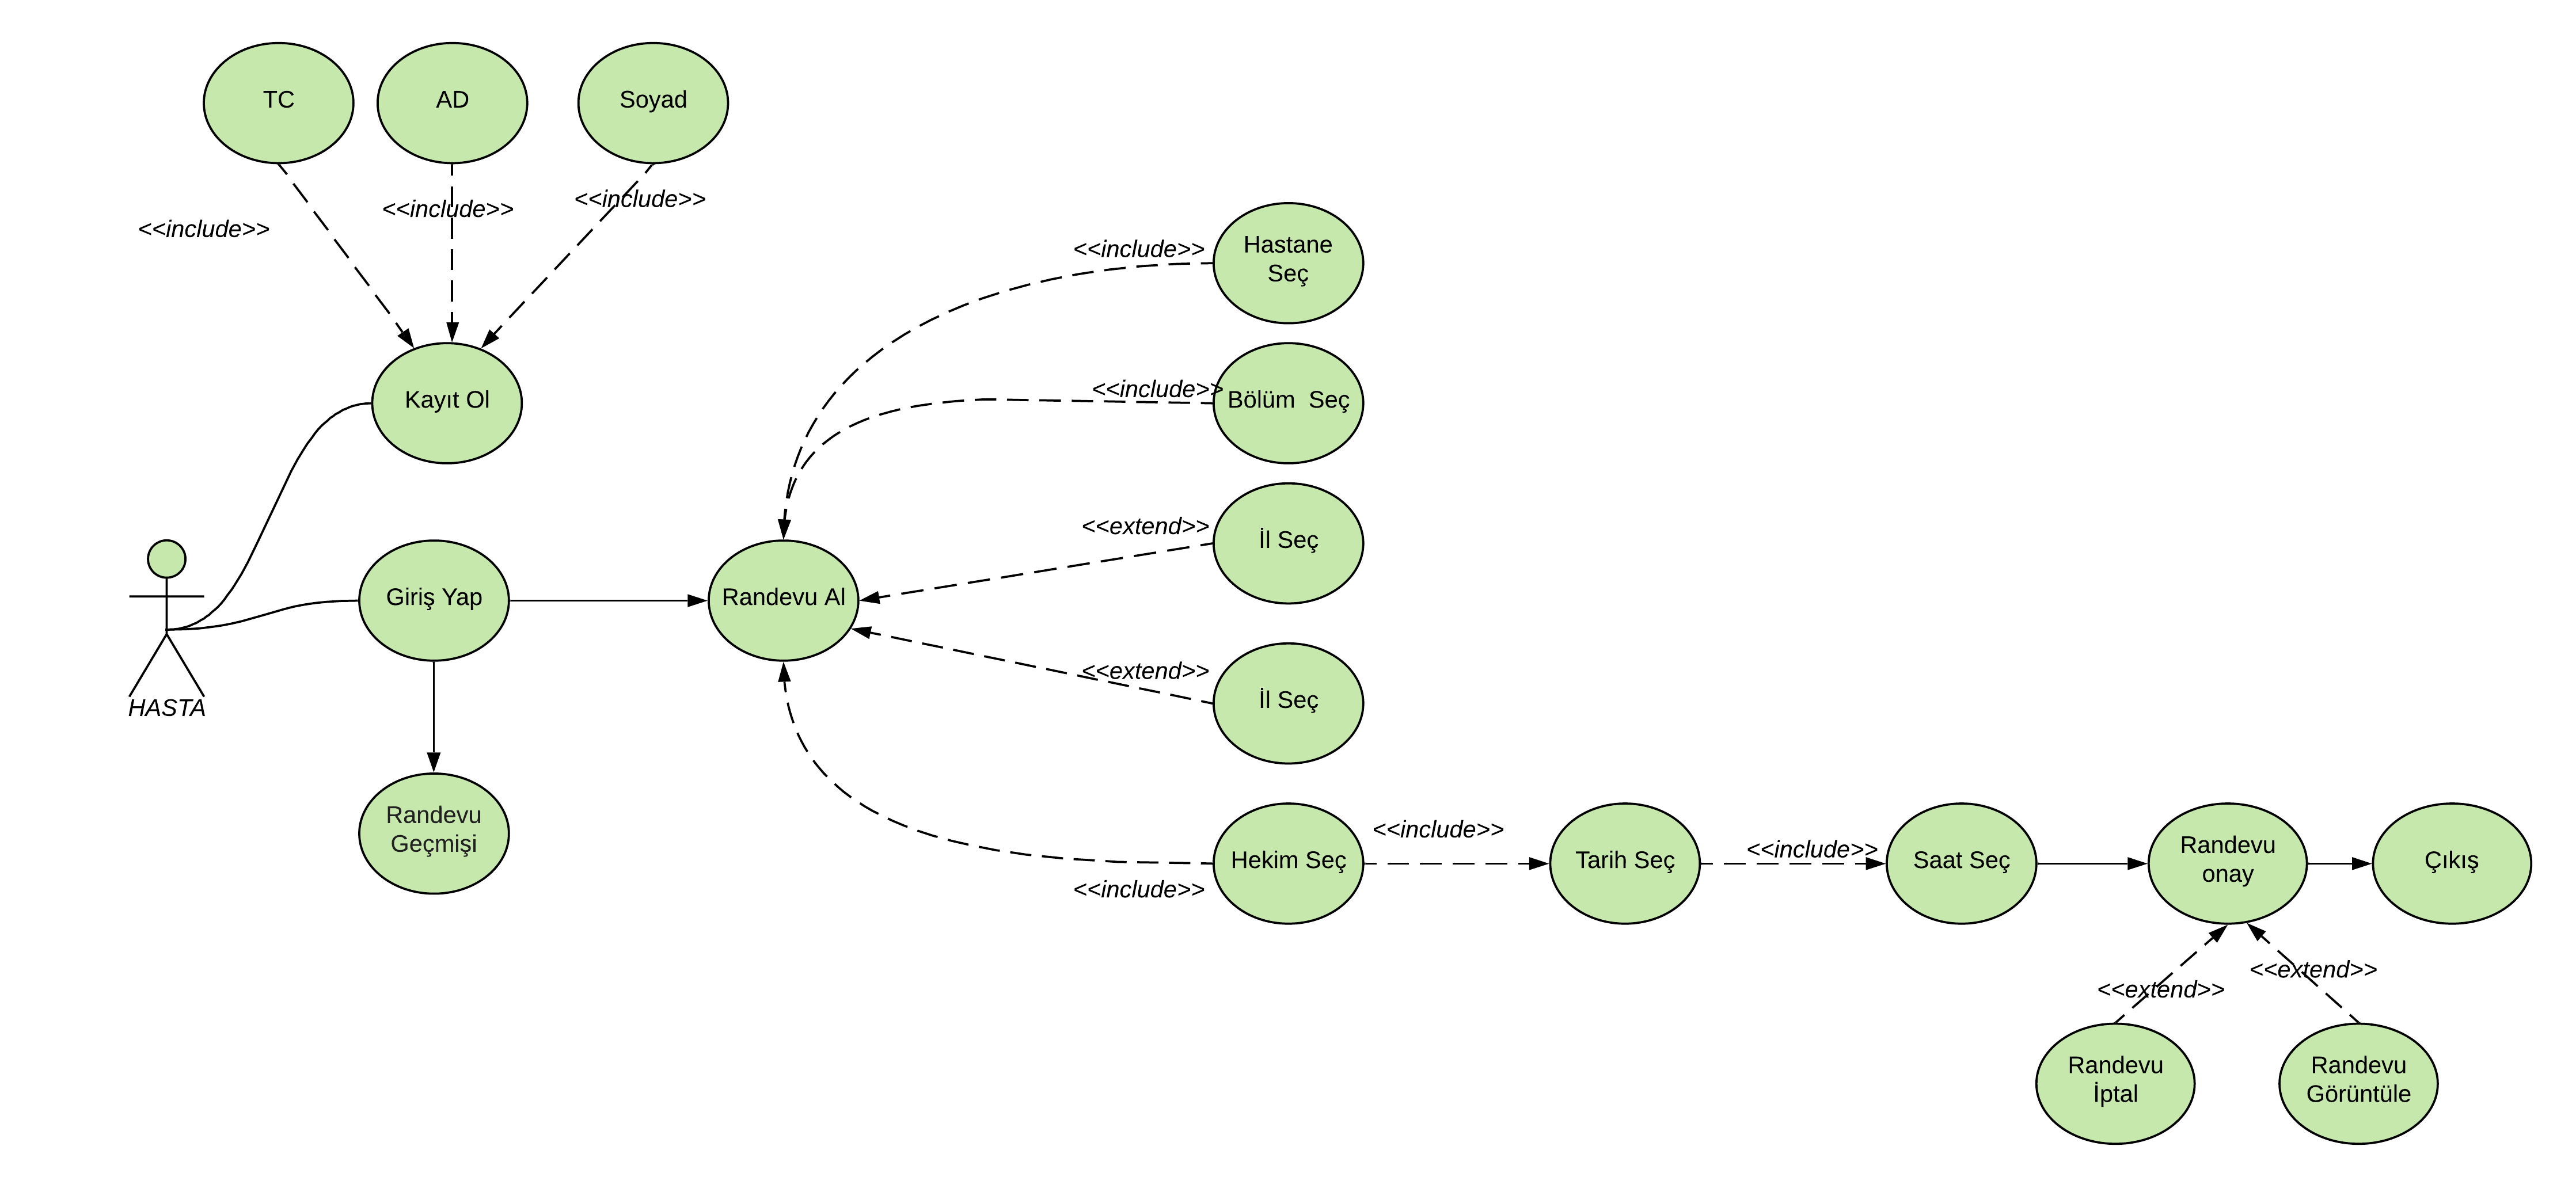 TC
AD
Soyad
<<include>>
<<include>>
<<include>>
Kayıt Ol
HASTA
Giriş Yap
Randevu
Geçmişi
Randevu Al
<<include>>
Hastane
Seç
<<include>>
Bölüm  Seç
<<extend>>
İl Seç
<<extend>>
İl Seç
<<include>>
Hekim Seç
<<include>>
Tarih Seç
<<include>>
Saat Seç
Randevu
onay
Çıkış
<<extend>>
<<extend>>
Randevu
İptal
Randevu
Görüntüle